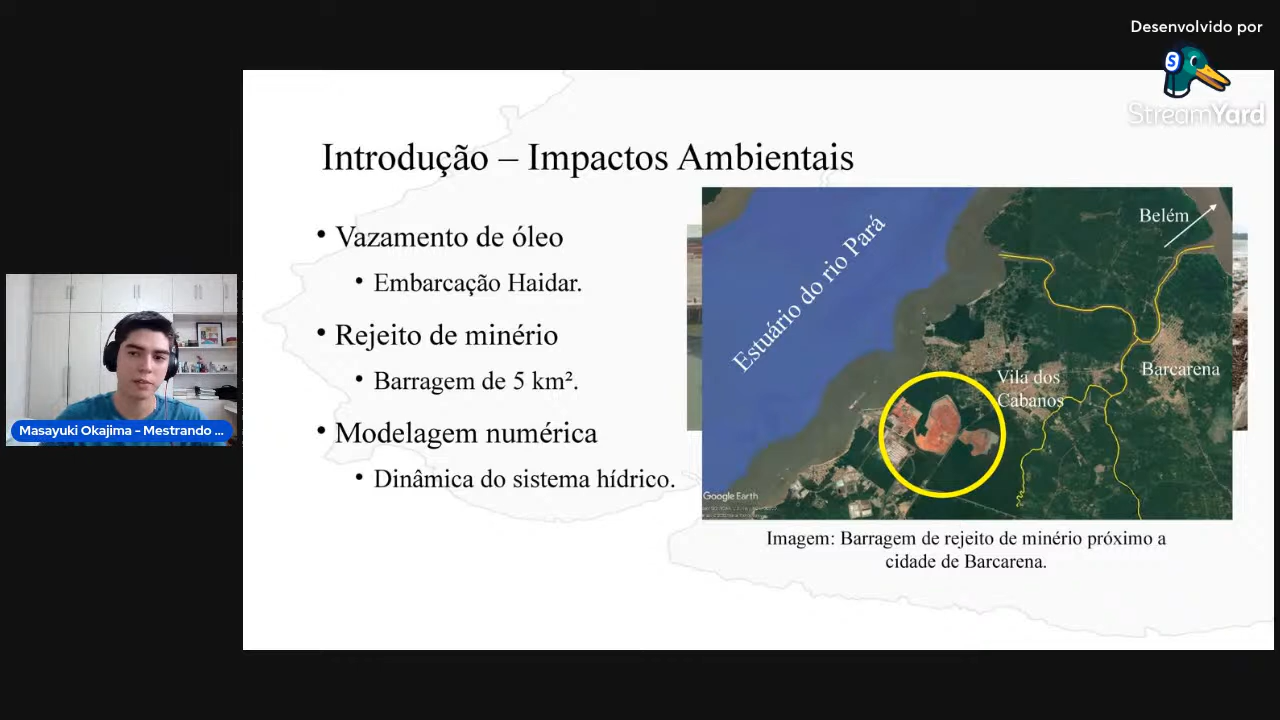 Desenvolvido por
StreamYard
Introdução – Impactos Ambientais
• Vazamento de óleo
• Embarcação Haidar.
• Rejeito de minério
• Barragem de 5 km².
• Modelagem numérica
• Dinâmica do sistema hídrico.
Estuário do rio Pará
Belém
Vila dos
Cabanos
Barcarena
Google Earth
Imagem: Barragem de rejeito de minério próximo a
cidade de Barcarena.
Masayuki Okajima - Mestrando ...